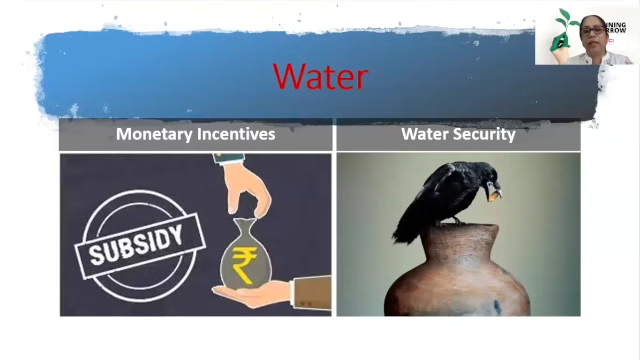 Water
Monetary Incentives
Water Security
SUBSIDY
₹